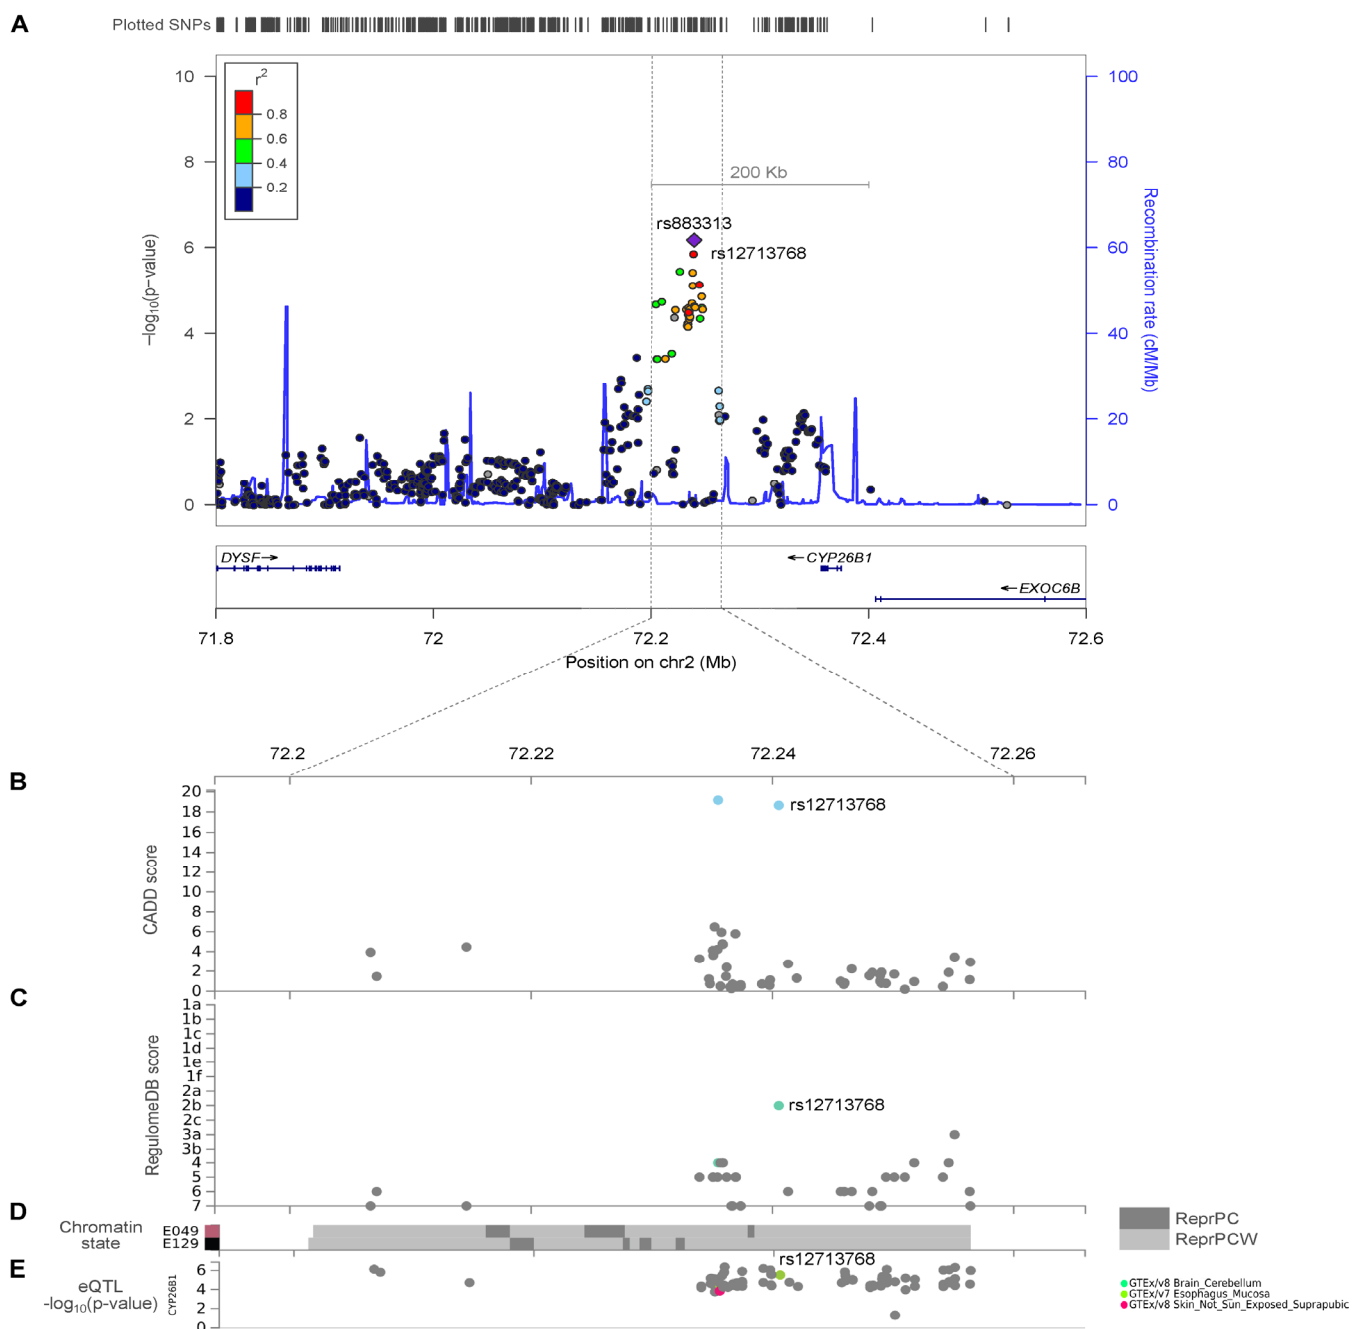 A
Plotted SNPs
10
8
6
4
2
0
−log10(p−value)
r2
0.8
0.6
0.4
0.2
200 Kb
rs883313
rs12713768
100
80
60
40
20
0
Recombination rate (cM/Mb)
DYSF→
←CYP26B1
←EXOC6B
71.8
72
72.2
72.4
72.6
Position on chr2 (Mb)
72.2
72.22
72.24
72.26
B
20
18
16
14
12
10
8
6
4
2
0
CADD score
rs12713768
C
1a
1b
1c
1d
1e
1f
2a
2b
2c
3a
3b
4
5
6
7
RegulomeDB score
rs12713768
D
Chromatin
state
E049
E129
ReprPC
ReprPCW
E
eQTL
-log10(p-value)
CYP26B1
6
4
2
0
rs12713768
GTEx/v8 Brain_Cerebellum
GTEx/v7 Esophagus_Mucosa
GTEx/v8 Skin_Not_Sun_Exposed_Suprapubic